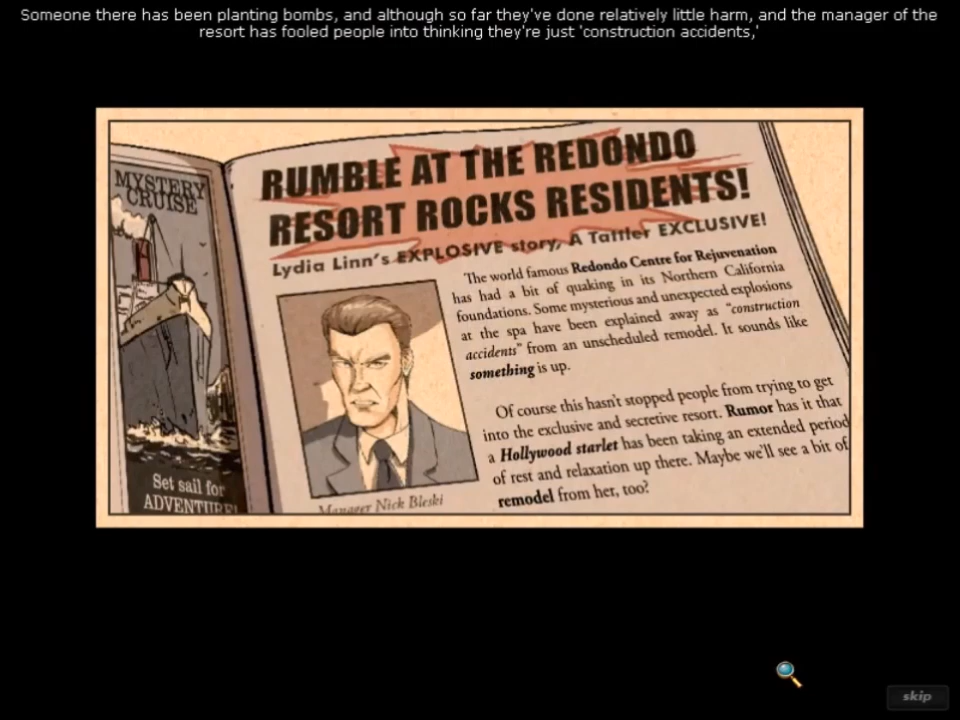 Someone there has been planting bombs, and although so far they've done relatively little harm, and the manager of the
resort has fooled people into thinking they're just 'construction accidents,'
MYSTERY
CRUISE
Set sail for
ADVENTURE!
RUMBLE AT THE REDONDO
RESORT ROCKS RESIDENTS!
Lydia Linn's EXPLOSIVE story, A Tattler EXCLUSIVE!
The world famous Redondo Centre for Rejuvenation
has had a bit of quaking in its Northern California
foundations. Some mysterious and unexpected explosions
at the spa have been explained away as "construction
accidents" from an unscheduled remodel. It sounds like
something is up.
Of course this hasn't stopped people from trying to get
into the exclusive and secretive resort. Rumor has it that
a Hollywood starlet has been taking an extended period
of rest and relaxation up there. Maybe we'll see a bit of
remodel from her, too?
Manager Nick Bleski
skip